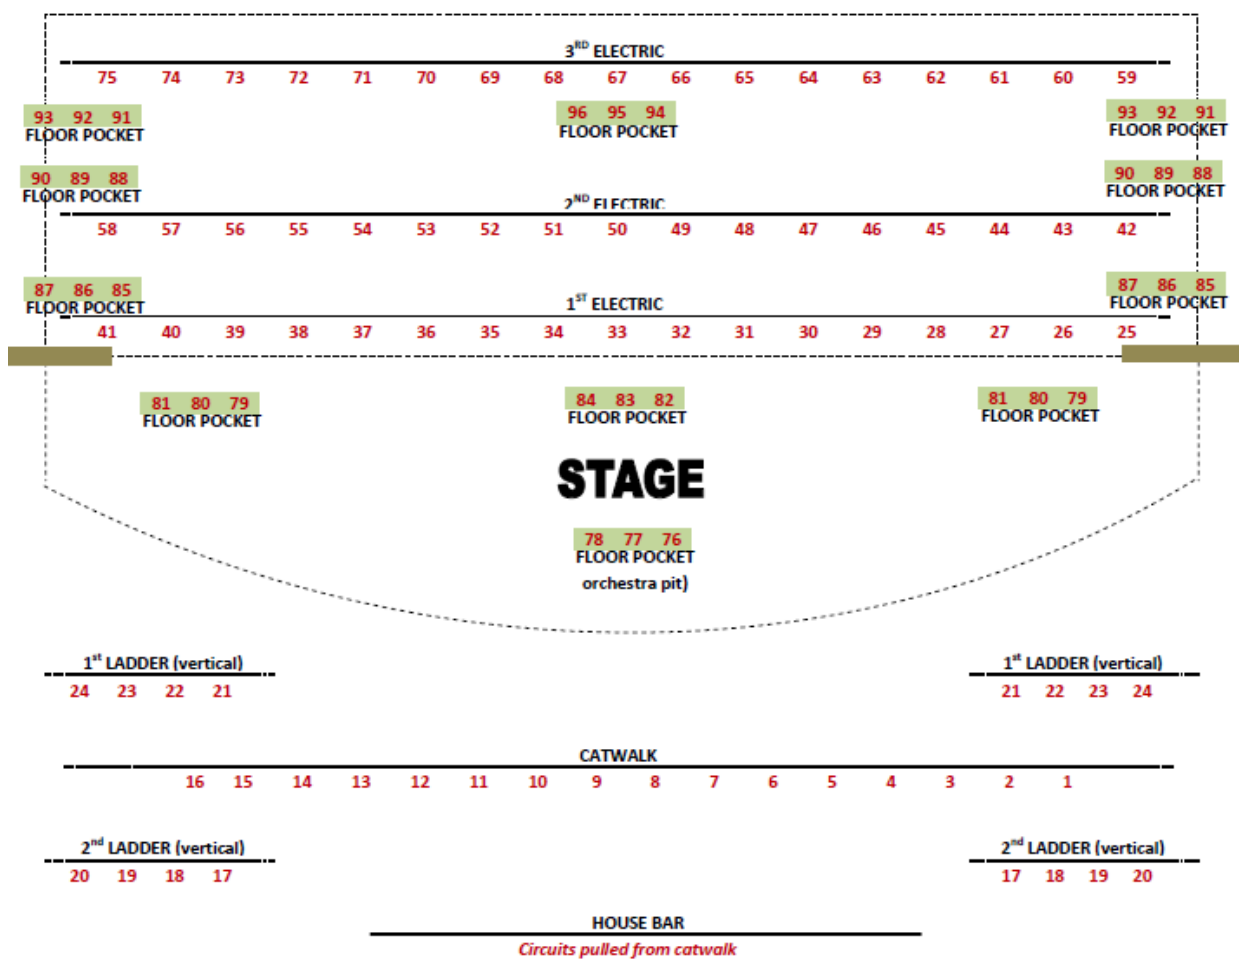 3RD ELECTRIC
75 74 73 72 71 70 69 68 67 66 65 64 63 62 61 60 59
93 92 91 96 95 94 93 92 91
FLOOR POCKET FLOOR POCKET FLOOR POCKET
90 89 88 90 89 88
FLOOR POCKET FLOOR POCKET
2ND ELECTRIC
58 57 56 55 54 53 52 51 50 49 48 47 46 45 44 43 42
87 86 85 87 86 85
FLOOR POCKET 1ST ELECTRIC FLOOR POCKET
41 40 39 38 37 36 35 34 33 32 31 30 29 28 27 26 25
81 80 79 84 83 82 81 80 79
FLOOR POCKET FLOOR POCKET FLOOR POCKET
STAGE
78 77 76
FLOOR POCKET
orchestra pit)
1st LADDER (vertical) 1st LADDER (vertical)
24 23 22 21 21 22 23 24
CATWALK
16 15 14 13 12 11 10 9 8 7 6 5 4 3 2 1
2nd LADDER (vertical) 2nd LADDER (vertical)
20 19 18 17 17 18 19 20
HOUSE BAR
Circuits pulled from catwalk